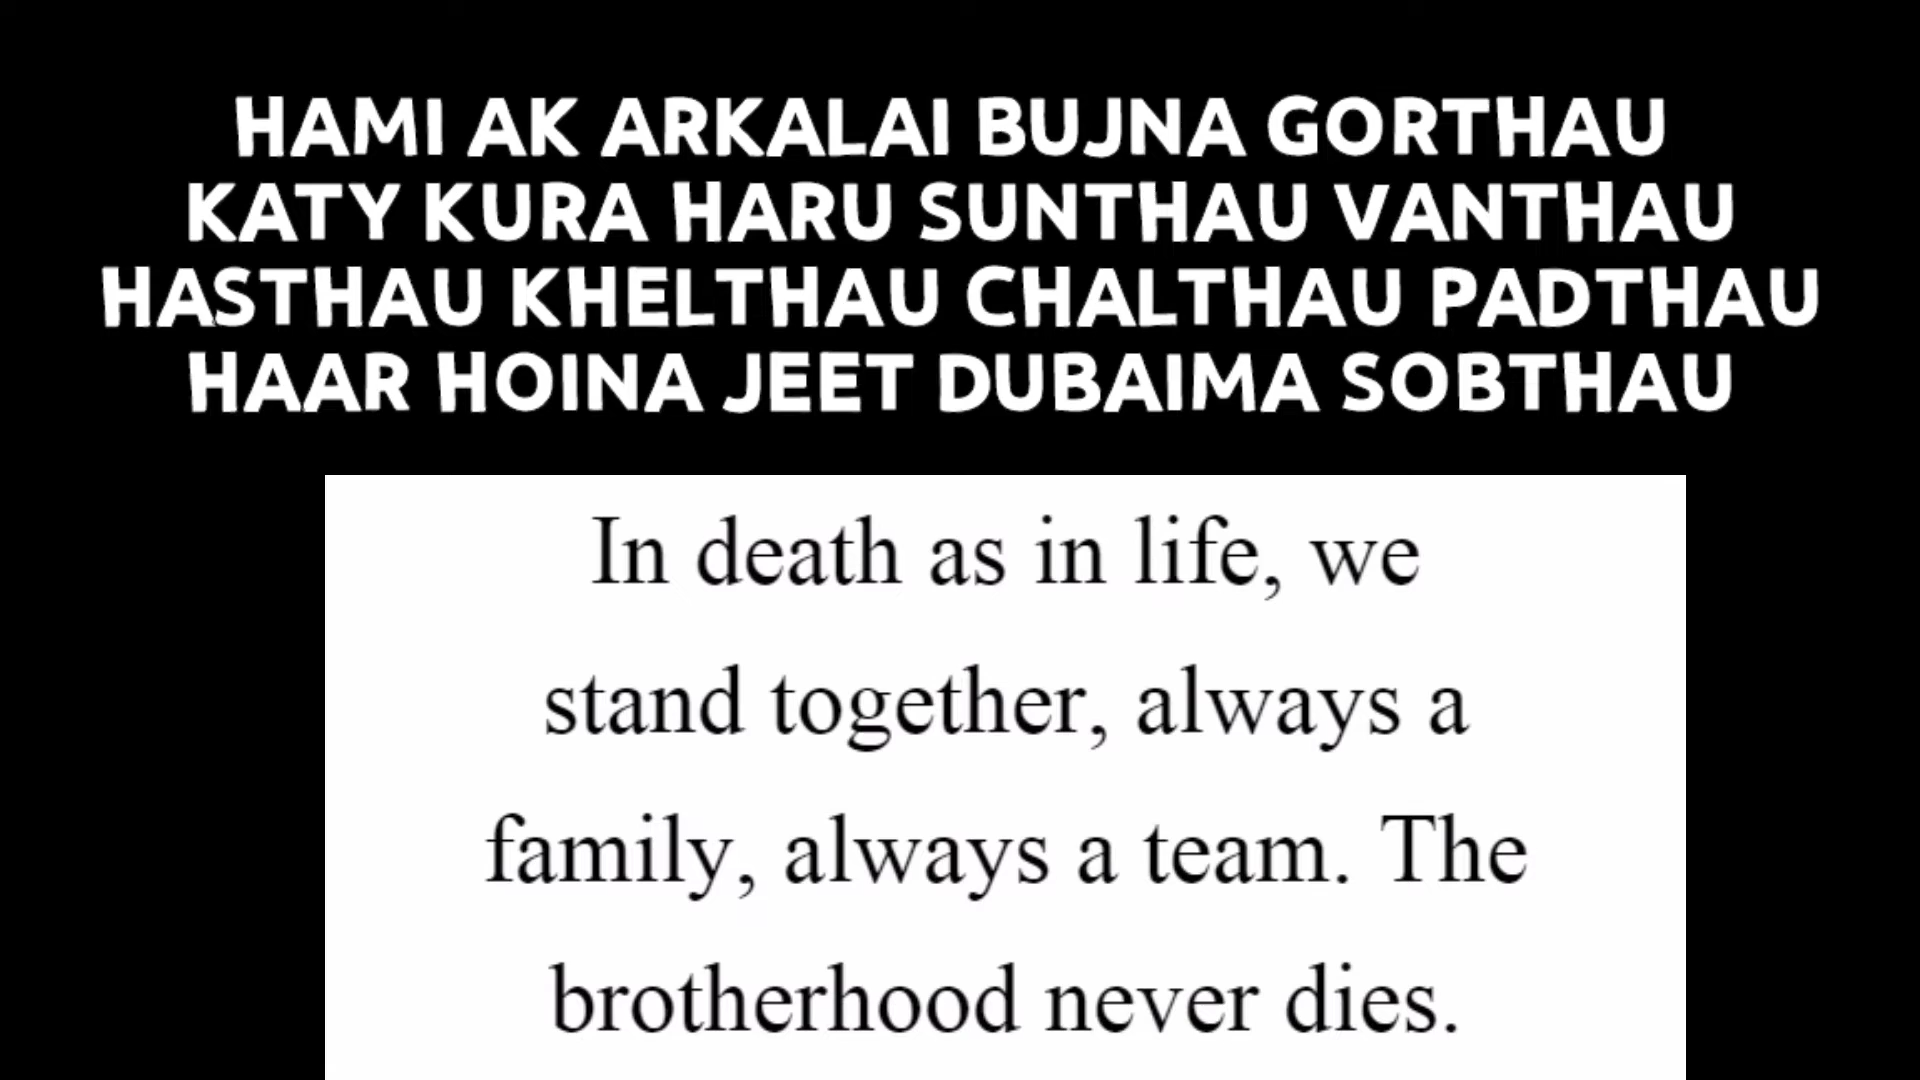 HAMI AK ARKALAI BUJNA GORTHAU
KATY KURA HARU SUNTHAU VANTHAU
HASTHAU KHELTHAU CHALTHAU PADTHAU
HAAR HOINA JEET DUBAIMA SOBTHAU
In death as in life, we
stand together, always a
family, always a team. The
brotherhood never dies.